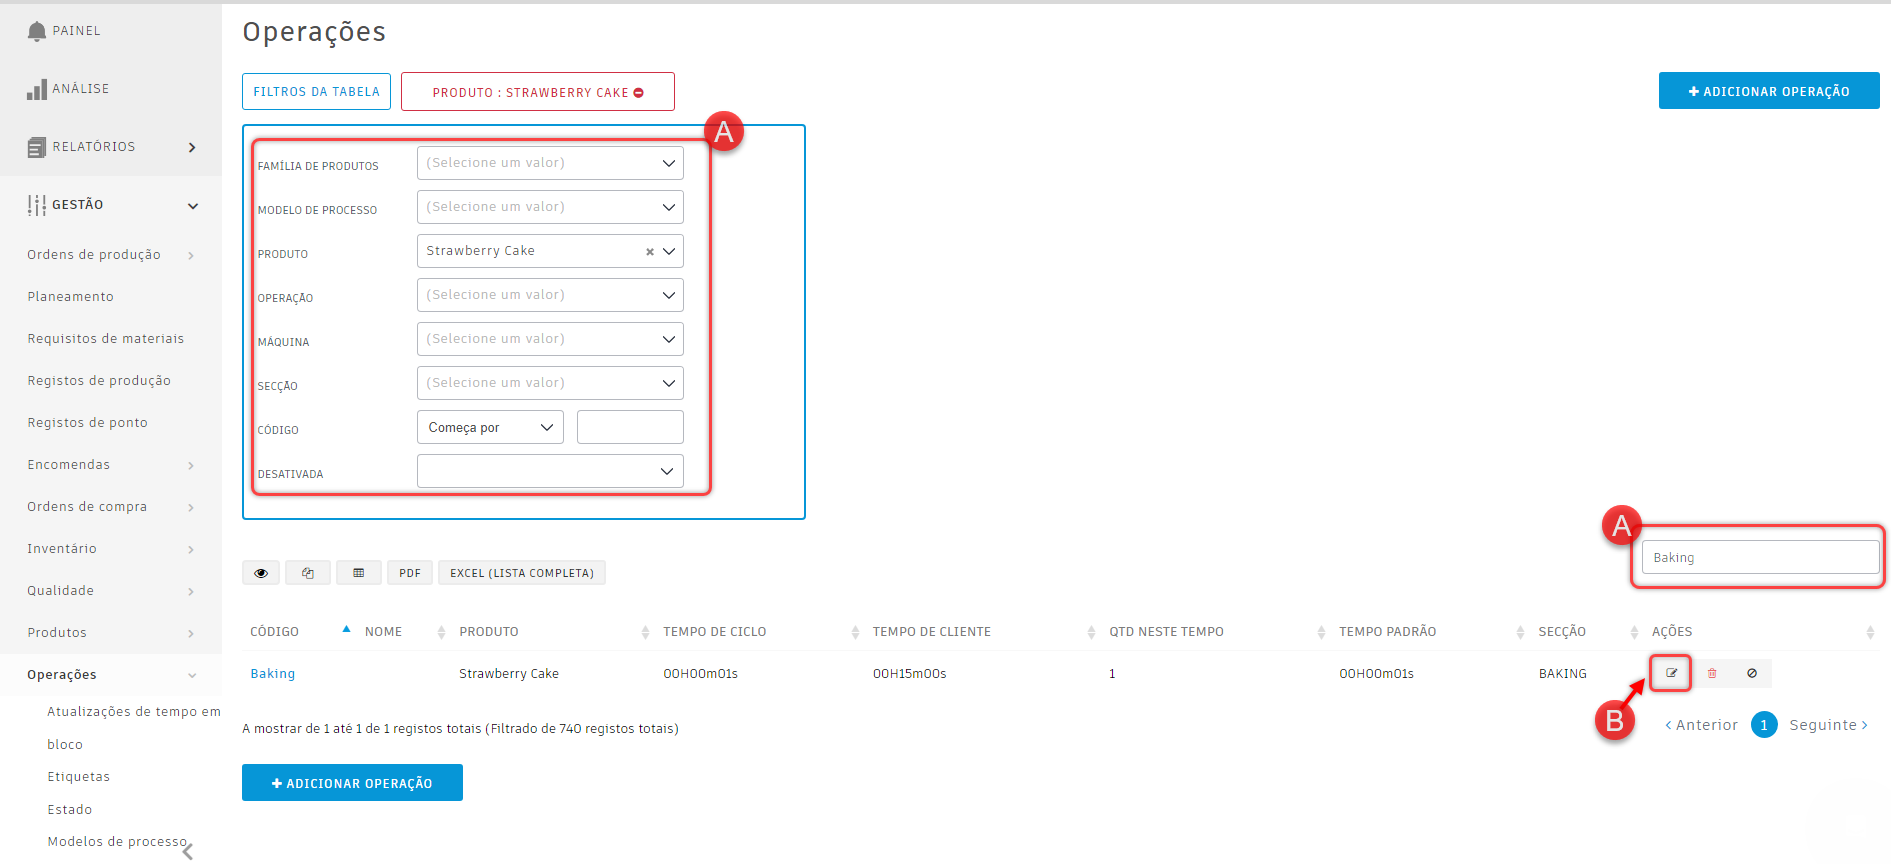 PAINEL
ANÁLISE
RELATÓRIOS
GESTÃO
Ordens de produção
Planeamento
Requisitos de materiais
Registos de produção
Registos de ponto
Encomendas
Ordens de compra
Inventário
Qualidade
Produtos
Operações
Atualizações de tempo em
bloco
Etiquetas
Estado
Modelos de processo
Operações
FILTROS DA TABELA
PRODUTO : STRAWBERRY CAKE
ADICIONAR OPERAÇÃO
A
FAMÍLIA DE PRODUTOS (Selecione um valor)
MODELO DE PROCESSO (Selecione um valor)
PRODUTO Strawberry Cake
OPERAÇÃO (Selecione um valor)
MÁQUINA (Selecione um valor)
SECÇÃO (Selecione um valor)
CÓDIGO Começa por
DESATIVADA
A
Baking
PDF EXCEL (LISTA COMPLETA)
CÓDIGO NOME PRODUTO TEMPO DE CICLO TEMPO DE CLIENTE QTD NESTE TEMPO TEMPO PADRÃO SECÇÃO AÇÕES
Baking Strawberry Cake 00H00m01s 00H15m00s 1 00H00m01s BAKING
B
A mostrar de 1 até 1 de 1 registos totais (Filtrado de 740 registos totais)
Anterior 1 Seguinte
ADICIONAR OPERAÇÃO